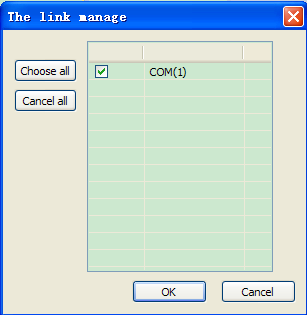 The link manage
Choose all
COM(1)
Cancel all
OK
Cancel